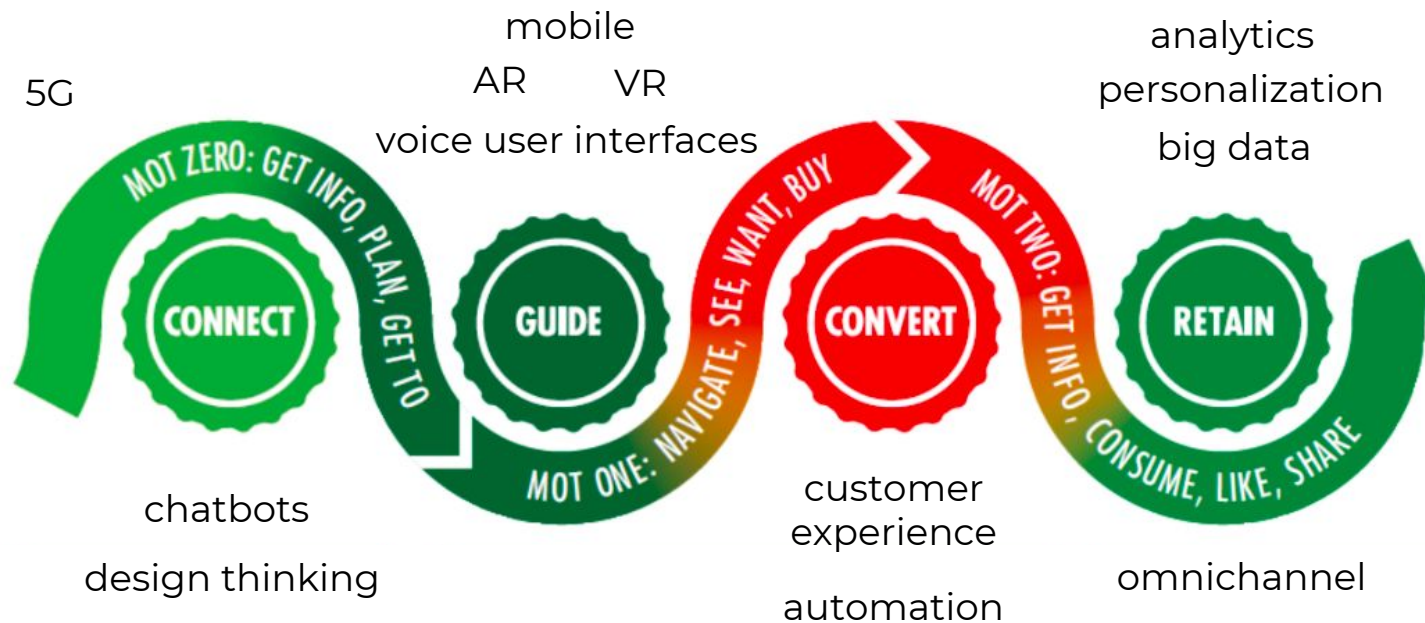 5G
mobile
AR VR
voice user interfaces
analytics
personalization
big data
MOT ZERO: GET INFO, PLAN, GET TO
CONNECT
GUIDE
MOT ONE: NAVIGATE, SEE, WANT, BUY
CONVERT
MOT TWO: GET INFO, CONSUME, LIKE, SHARE
RETAIN
chatbots
design thinking
customer
experience
automation
omnichannel